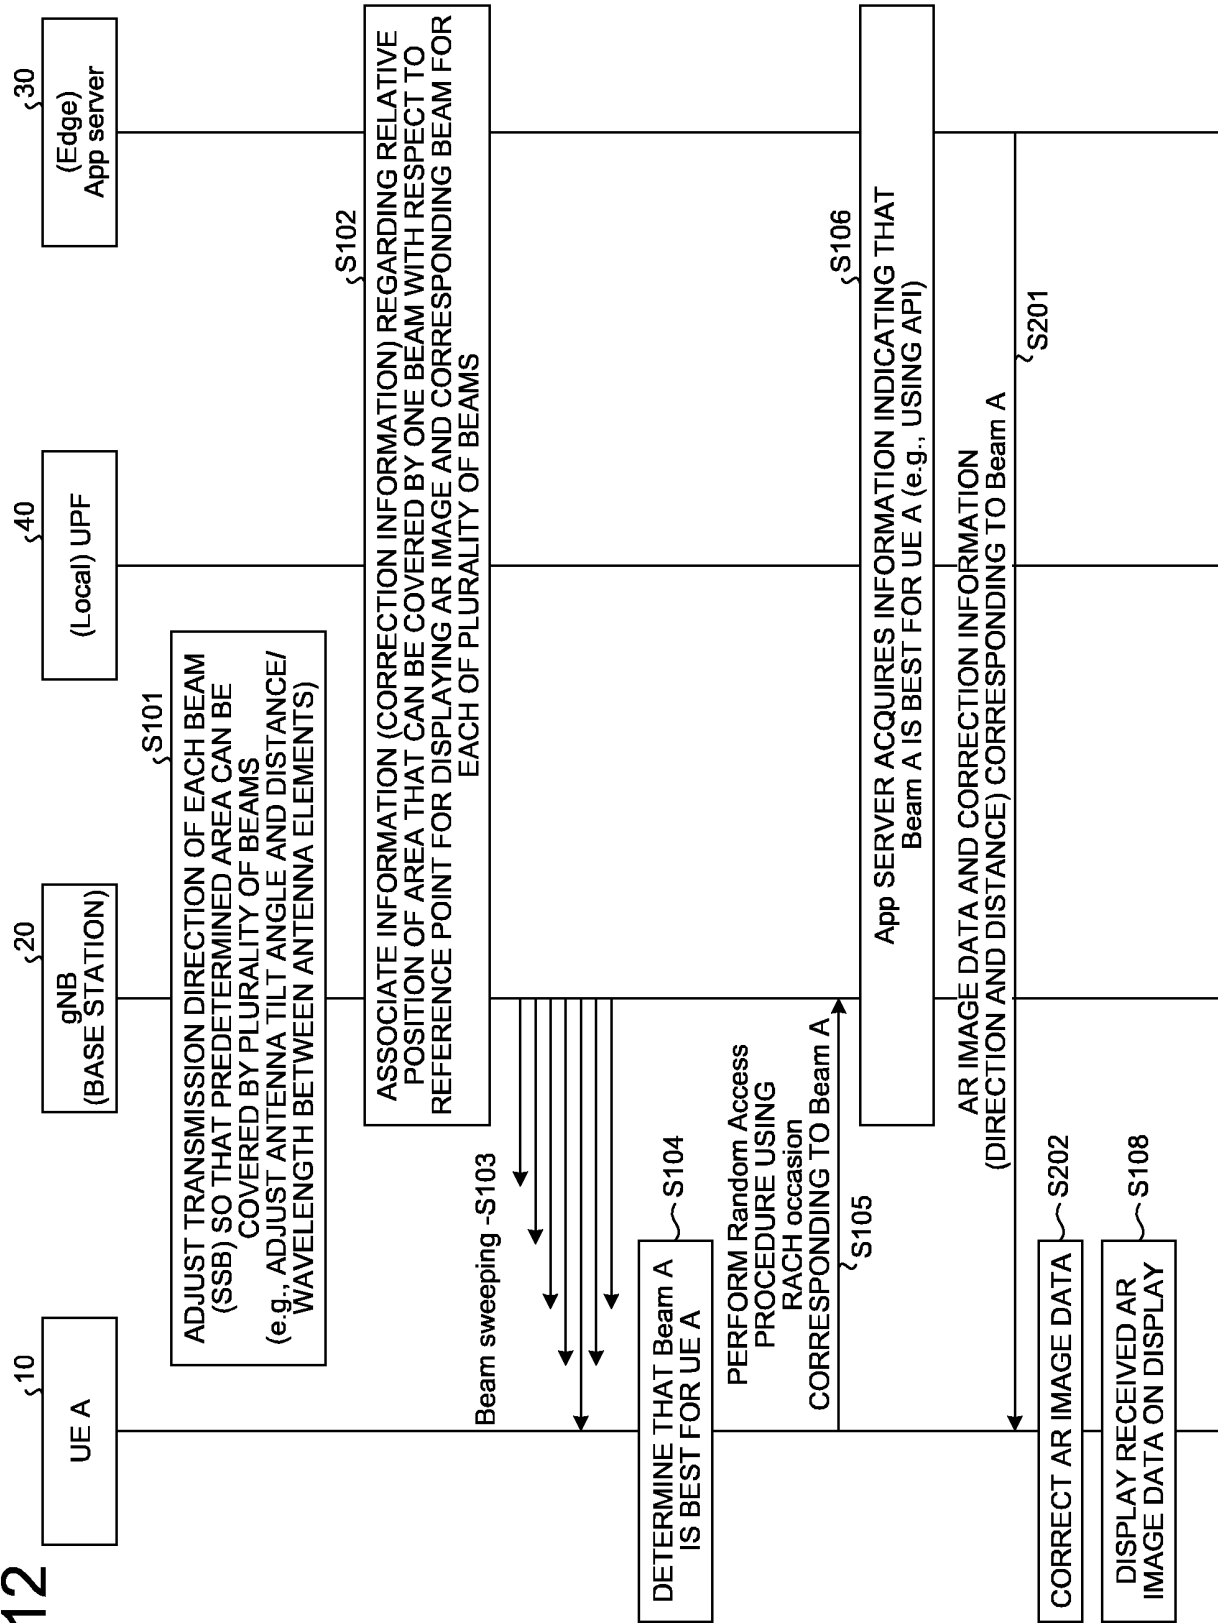 12
10
UE A
20
gNB
(BASE STATION)
40
(Local) UPF
30
(Edge)
App server
S101
ADJUST TRANSMISSION DIRECTION OF EACH BEAM
(SSB) SO THAT PREDETERMINED AREA CAN BE
COVERED BY PLURALITY OF BEAMS
(e.g., ADJUST ANTENNA TILT ANGLE AND DISTANCE/
WAVELENGTH BETWEEN ANTENNA ELEMENTS)
S102
ASSOCIATE INFORMATION (CORRECTION INFORMATION) REGARDING RELATIVE
POSITION OF AREA THAT CAN BE COVERED BY ONE BEAM WITH RESPECT TO
REFERENCE POINT FOR DISPLAYING AR IMAGE AND CORRESPONDING BEAM FOR
EACH OF PLURALITY OF BEAMS
Beam sweeping -S103
DETERMINE THAT Beam A
IS BEST FOR UE A
S104
PERFORM Random Access
PROCEDURE USING
RACH occasion
CORRESPONDING TO Beam A
S105
S106
App SERVER ACQUIRES INFORMATION INDICATING THAT
Beam A IS BEST FOR UE A (e.g., USING API)
AR IMAGE DATA AND CORRECTION INFORMATION
(DIRECTION AND DISTANCE) CORRESPONDING TO Beam A
S201
CORRECT AR IMAGE DATA
S202
DISPLAY RECEIVED AR
IMAGE DATA ON DISPLAY
S108